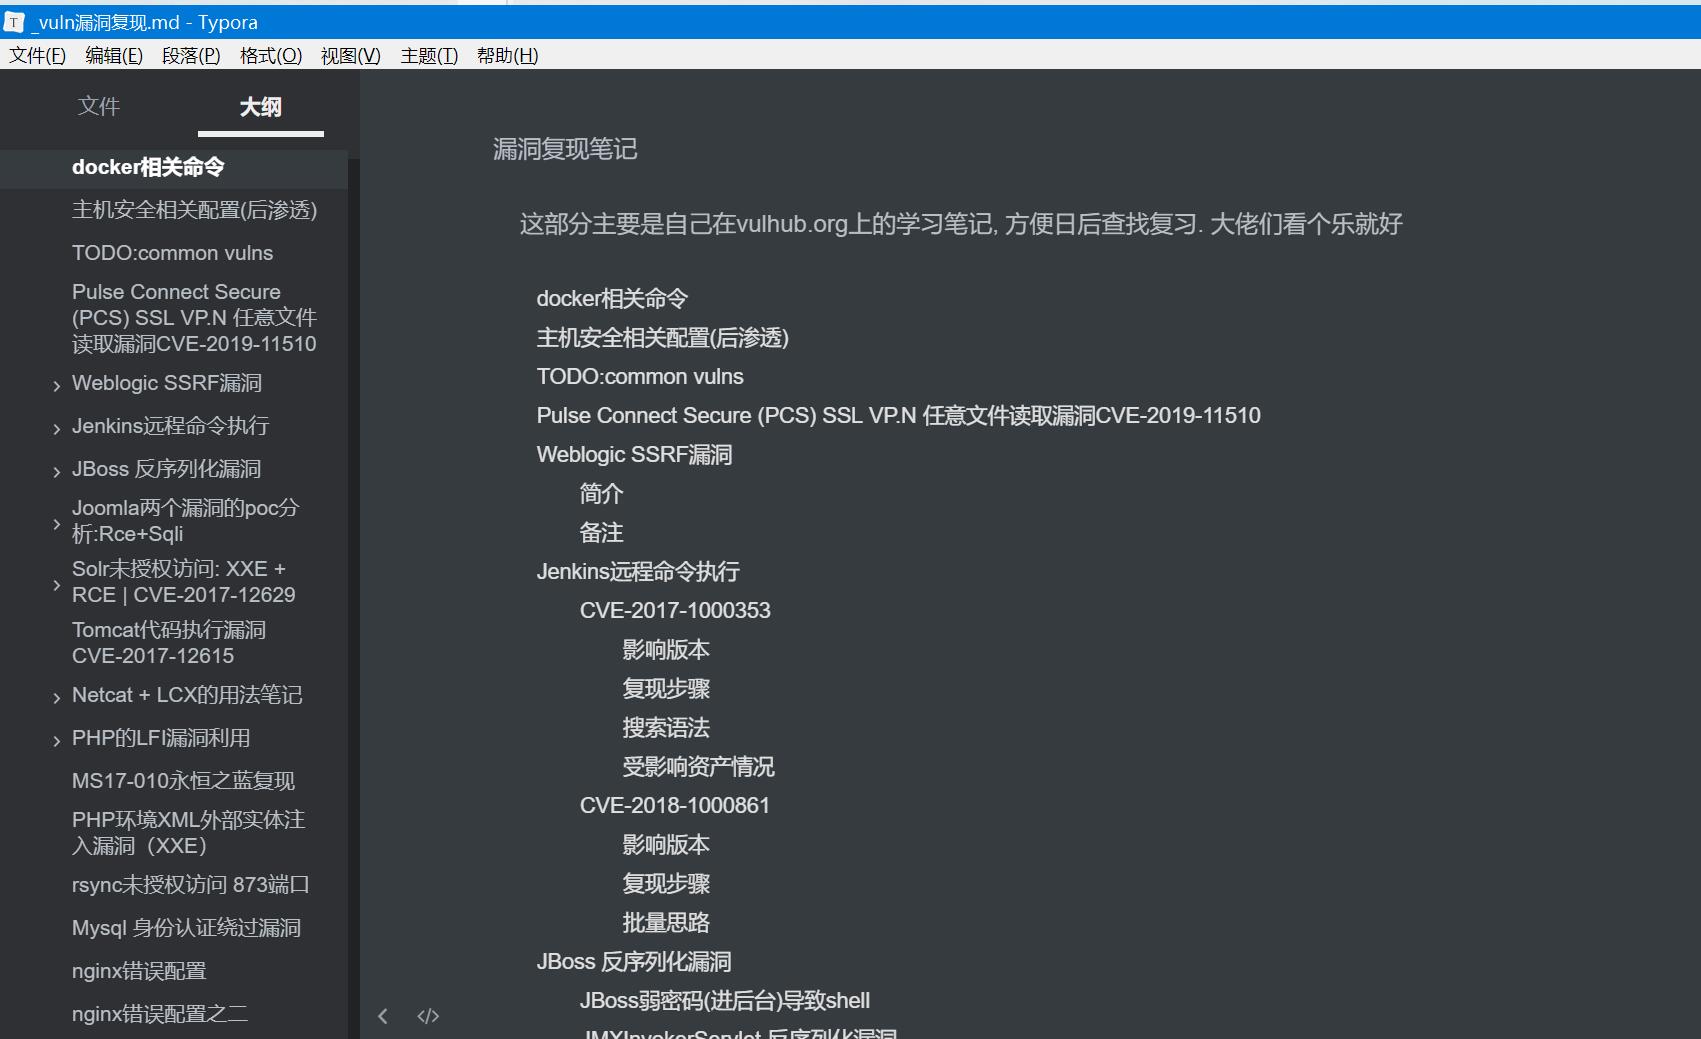 _vuln漏洞复现.md - Typora
文件(F) 编辑(E) 段落(P) 格式(O) 视图(V) 主题(T) 帮助(H)
文件 大纲
docker相关命令
主机安全相关配置(后渗透)
TODO:common vulns
Pulse Connect Secure
(PCS) SSL VP.N 任意文件
读取漏洞CVE-2019-11510
Weblogic SSRF漏洞
Jenkins远程命令执行
JBoss 反序列化漏洞
Joomla两个漏洞的poc分
析:Rce+Sqli
Solr未授权访问: XXE +
RCE | CVE-2017-12629
Tomcat代码执行漏洞
CVE-2017-12615
Netcat + LCX的用法笔记
PHP的LFI漏洞利用
MS17-010永恒之蓝复现
PHP环境XML外部实体注
入漏洞（XXE）
rsync未授权访问 873端口
Mysql 身份认证绕过漏洞
nginx错误配置
nginx错误配置之二
漏洞复现笔记
这部分主要是自己在vulhub.org上的学习笔记, 方便日后查找复习. 大佬们看个乐就好
docker相关命令
主机安全相关配置(后渗透)
TODO:common vulns
Pulse Connect Secure (PCS) SSL VP.N 任意文件读取漏洞CVE-2019-11510
Weblogic SSRF漏洞
简介
备注
Jenkins远程命令执行
CVE-2017-1000353
影响版本
复现步骤
搜索语法
受影响资产情况
CVE-2018-1000861
影响版本
复现步骤
批量思路
JBoss 反序列化漏洞
JBoss弱密码(进后台)导致shell
JMXInvokerServlet 反序列化漏洞